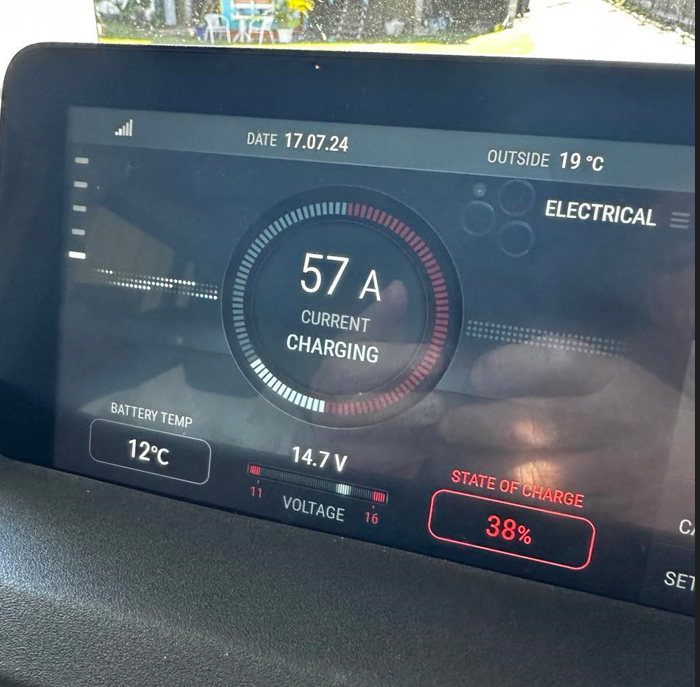 DATE 17.07.24
OUTSIDE 19 °C
ELECTRICAL
57 A
CURRENT
CHARGING
BATTERY TEMP
12°C
14.7 V
11
VOLTAGE
16
STATE OF CHARGE
38%
SET